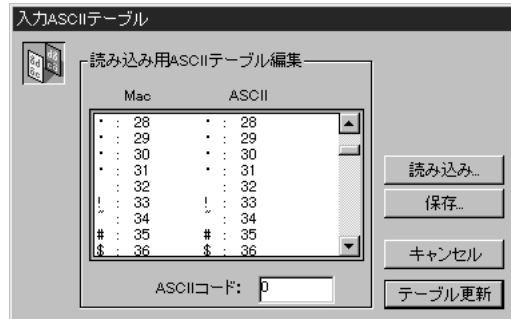 入力ASCIIテーブル
読み込み用ASCIIテーブル編集
Mac ASCII
・ : 28 ・ : 28
・ : 29 ・ : 29
・ : 30 ・ : 30
・ : 31 ・ : 31
: 32 : 32
! : 33 ! : 33
~ : 34 ~ : 34
# : 35 # : 35
$ : 36 $ : 36
ASCIIコード: 0
読み込み...
保存...
キャンセル
テーブル更新